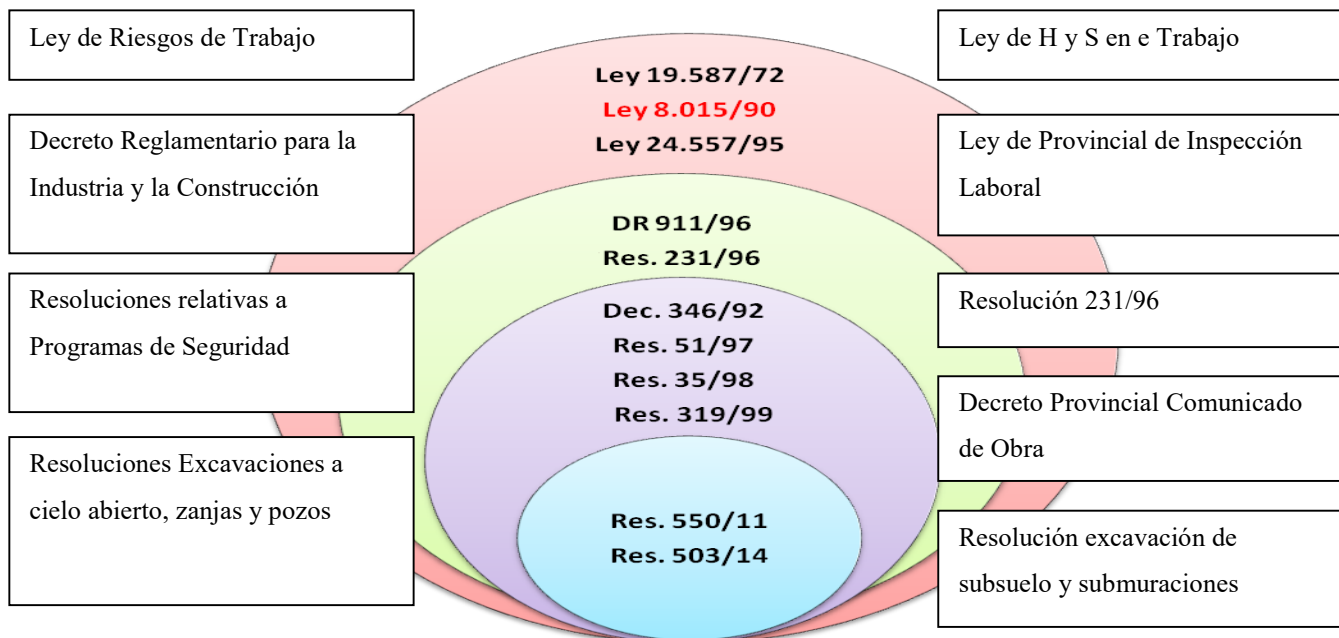 Ley de Riesgos de Trabajo
Decreto Reglamentario para la
Industria y la Construcción
Resoluciones relativas a
Programas de Seguridad
Resoluciones Excavaciones a
cielo abierto, zanjas y pozos
Ley 19.587/72
Ley 8.015/90
Ley 24.557/95
DR 911/96
Res. 231/96
Dec. 346/92
Res. 51/97
Res. 35/98
Res. 319/99
Res. 550/11
Res. 503/14
Ley de H y S en e Trabajo
Ley de Provincial de Inspección
Laboral
Resolución 231/96
Decreto Provincial Comunicado
de Obra
Resolución excavación de
subsuelo y submuraciones